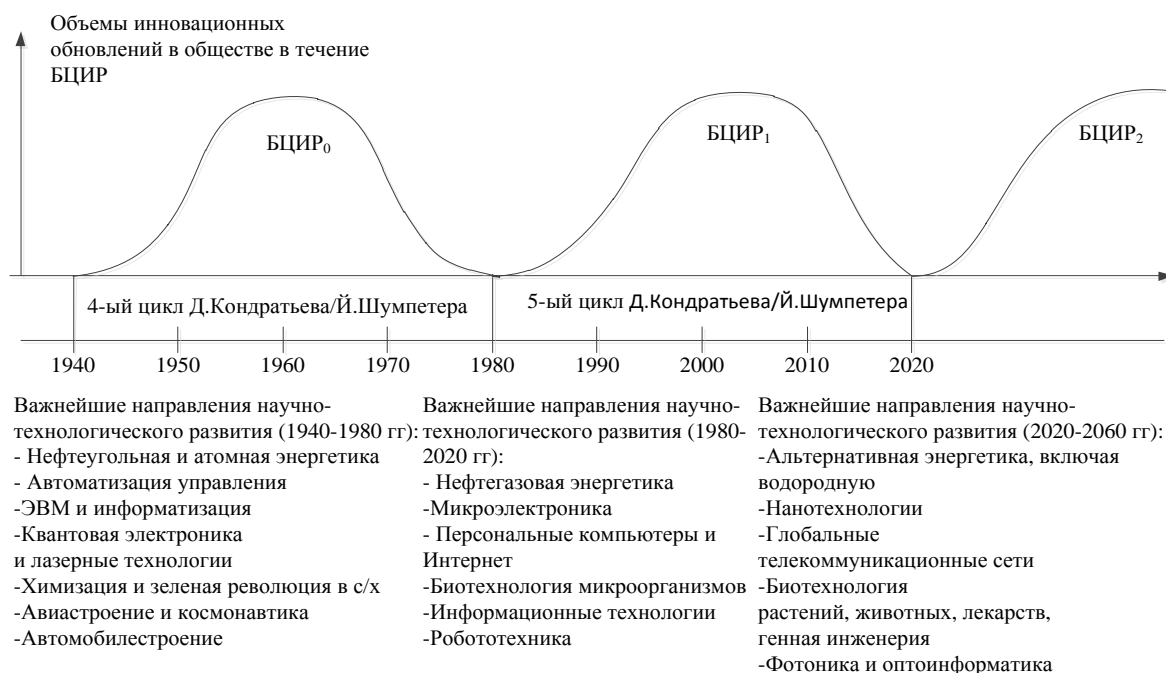 Объемы инновационных
обновлений в обществе в течение
БЦИР
БЦИР₀
БЦИР₁
БЦИР₂
4-ый цикл Д.Кондратьева/Й.Шумпетера
5-ый цикл Д.Кондратьева/Й.Шумпетера
1940 1950 1960 1970 1980 1990 2000 2010 2020
Важнейшие направления научно-
технологического развития (1940-1980 гг):
- Нефтеугольная и атомная энергетика
- Автоматизация управления
-ЭВМ и информатизация
-Квантовая электроника
и лазерные технологии
-Химизация и зеленая революция в с/х
-Авиастроение и космонавтика
-Автомобилестроение
Важнейшие направления научно-
технологического развития (1980-
2020 гг):
- Нефтегазовая энергетика
-Микроэлектроника
- Персональные компьютеры и
Интернет
-Биотехнология микроорганизмов
-Информационные технологии
-Робототехника
Важнейшие направления научно-
технологического развития (2020-2060 гг):
-Альтернативная энергетика, включая
водородную
-Нанотехнологии
-Глобальные
телекоммуникационные сети
-Биотехнология
растений, животных, лекарств,
генная инженерия
-Фотоника и оптоинформатика